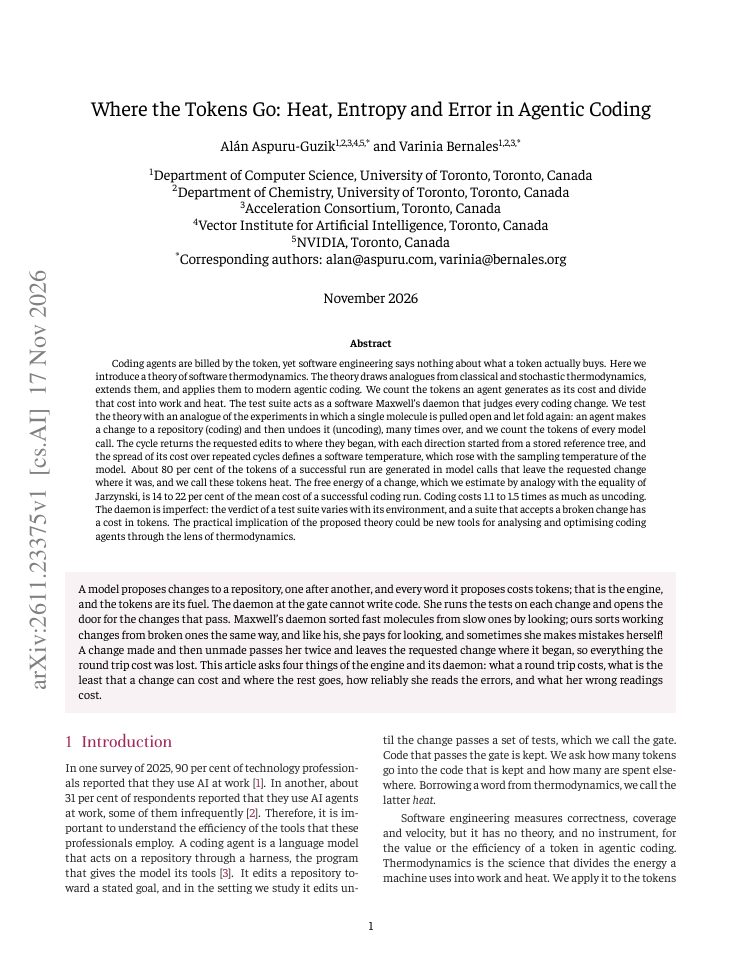 Where the Tokens Go: Heat, Entropy and Error in Agentic Coding
Alán Aspuru-Guzik1,2,3,4,5,* and Varinia Bernales1,2,3,*
1Department of Computer Science, University of Toronto, Toronto, Canada
2Department of Chemistry, University of Toronto, Toronto, Canada
3Acceleration Consortium, Toronto, Canada
4Vector Institute for Artificial Intelligence, Toronto, Canada
5NVIDIA, Toronto, Canada
*Corresponding authors: alan@aspuru.com, varinia@bernales.org
November 2026
arXiv:2611.23375v1 [cs.AI] 17 Nov 2026
Abstract
Coding agents are billed by the token, yet software engineering says nothing about what a token actually buys. Here we
introduce a theory of software thermodynamics. The theory draws analogues from classical and stochastic thermodynamics,
extends them, and applies them to modern agentic coding. We count the tokens an agent generates as its cost and divide
that cost into work and heat. The test suite acts as a software Maxwell's daemon that judges every coding change. We test
the theory with an analogue of the experiments in which a single molecule is pulled open and let fold again: an agent makes
a change to a repository (coding) and then undoes it (uncoding), many times over, and we count the tokens of every model
call. The cycle returns the requested edits to where they began, with each direction started from a stored reference tree, and
the spread of its cost over repeated cycles defines a software temperature, which rose with the sampling temperature of the
model. About 80 per cent of the tokens of a successful run are generated in model calls that leave the requested change
where it was, and we call these tokens heat. The free energy of a change, which we estimate by analogy with the equality of
Jarzynski, is 14 to 22 per cent of the mean cost of a successful coding run. Coding costs 1.1 to 1.5 times as much as uncoding.
The daemon is imperfect: the verdict of a test suite varies with its environment, and a suite that accepts a broken change has
a cost in tokens. The practical implication of the proposed theory could be new tools for analysing and optimising coding
agents through the lens of thermodynamics.
A model proposes changes to a repository, one after another, and every word it proposes costs tokens; that is the engine,
and the tokens are its fuel. The daemon at the gate cannot write code. She runs the tests on each change and opens the
door for the changes that pass. Maxwell's daemon sorted fast molecules from slow ones by looking; ours sorts working
changes from broken ones the same way, and like his, she pays for looking, and sometimes she makes mistakes herself!
A change made and then unmade passes her twice and leaves the requested change where it began, so everything the
round trip cost was lost. This article asks four things of the engine and its daemon: what a round trip costs, what is the
least that a change can cost and where the rest goes, how reliably she reads the errors, and what her wrong readings
cost.
1 Introduction
In one survey of 2025, 90 per cent of technology profession-
als reported that they use AI at work [1]. In another, about
31 per cent of respondents reported that they use AI agents
at work, some of them infrequently [2]. Therefore, it is im-
portant to understand the efficiency of the tools that these
professionals employ. A coding agent is a language model
that acts on a repository through a harness, the program
that gives the model its tools [3]. It edits a repository to-
ward a stated goal, and in the setting we study it edits un-
til the change passes a set of tests, which we call the gate.
Code that passes the gate is kept. We ask how many tokens
go into the code that is kept and how many are spent else-
where. Borrowing a word from thermodynamics, we call the
latter heat.
Software engineering measures correctness, coverage
and velocity, but it has no theory, and no instrument, for
the value or the efficiency of a token in agentic coding.
Thermodynamics is the science that divides the energy a
machine uses into work and heat. We apply it to the tokens
1